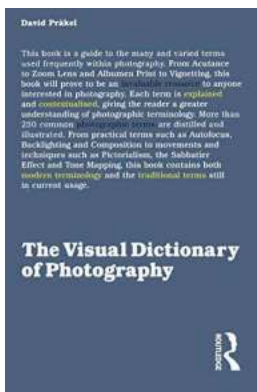 David Präkel
This book is a guide to the many and varied terms
used frequently within photography. From Acutance
to Zoom Lens and Albumen Print to Vignetting, this
book will prove to be an invaluable resource to anyone
interested in photography. Each term is explained
and contextualised, giving the reader a greater
understanding of photographic terminology. More than
250 common photographic terms are distilled and
illustrated. From practical terms such as Autofocus,
Backlighting and Composition to movements and
techniques such as Pictorialism, the Sabbatier
Effect and Tone Mapping, this book contains both
modern terminology and the traditional terms still
in current usage.
The Visual Dictionary
of Photography
ROUTLEDGE